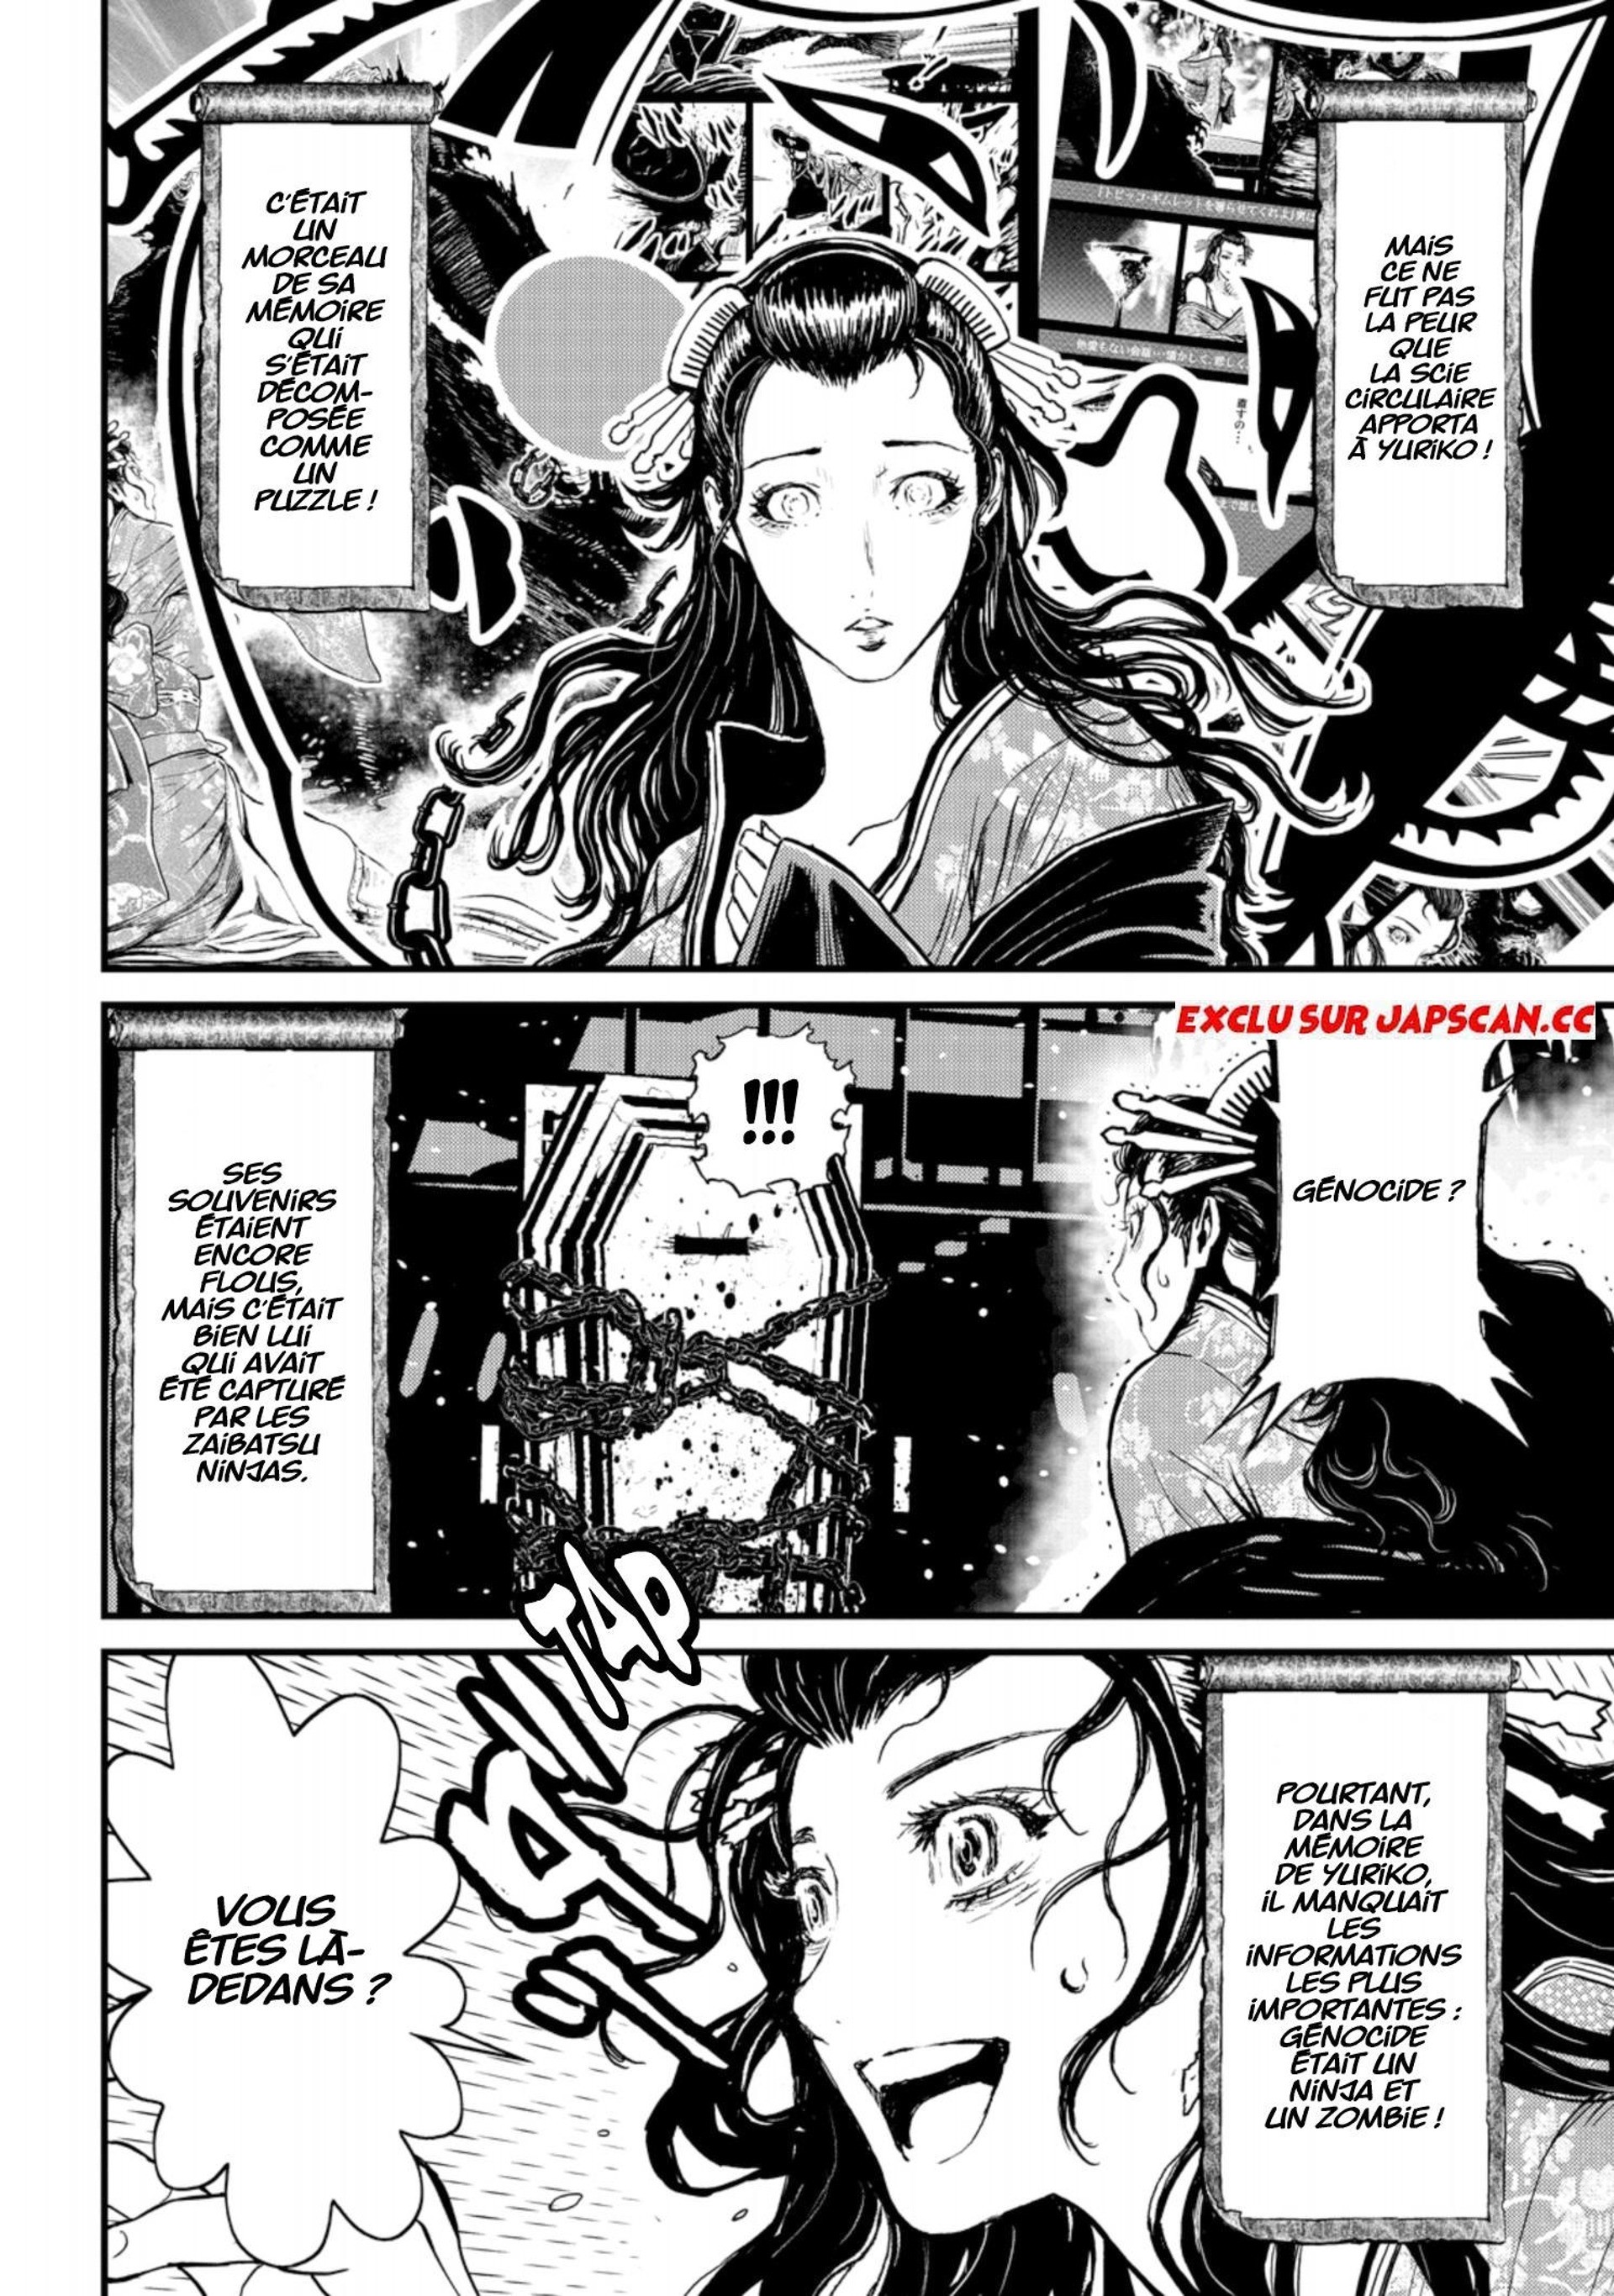 MAIS
CE NE
FUT PAS
LA PEUR
QUE
LA SCIE
CIRCULAIRE
APPORTA
À YURIKO !
C'ÉTAIT
UN
MORCEAU
DE SA
MÉMOIRE
QUI
S'ÉTAIT
DÉCOM-
POSÉE
COMME
UN
PUZZLE !
EXCLU SUR JAPSCAN.CC
GÉNOCIDE ?
!!!
SES
SOUVENIRS
ÉTAIENT
ENCORE
FLOUS,
MAIS C'ÉTAIT
BIEN LUI
QUI AVAIT
ÉTÉ CAPTURÉ
PAR LES
ZAIBATSU
NINJAS.
TAP
POURTANT,
DANS LA
MÉMOIRE
DE YURIKO,
IL MANQUAIT
LES
INFORMATIONS
LES PLUS
IMPORTANTES :
GÉNOCIDE
ÉTAIT UN
NINJA ET
UN ZOMBIE !
VOUS
ÊTES LÀ-
DEDANS ?